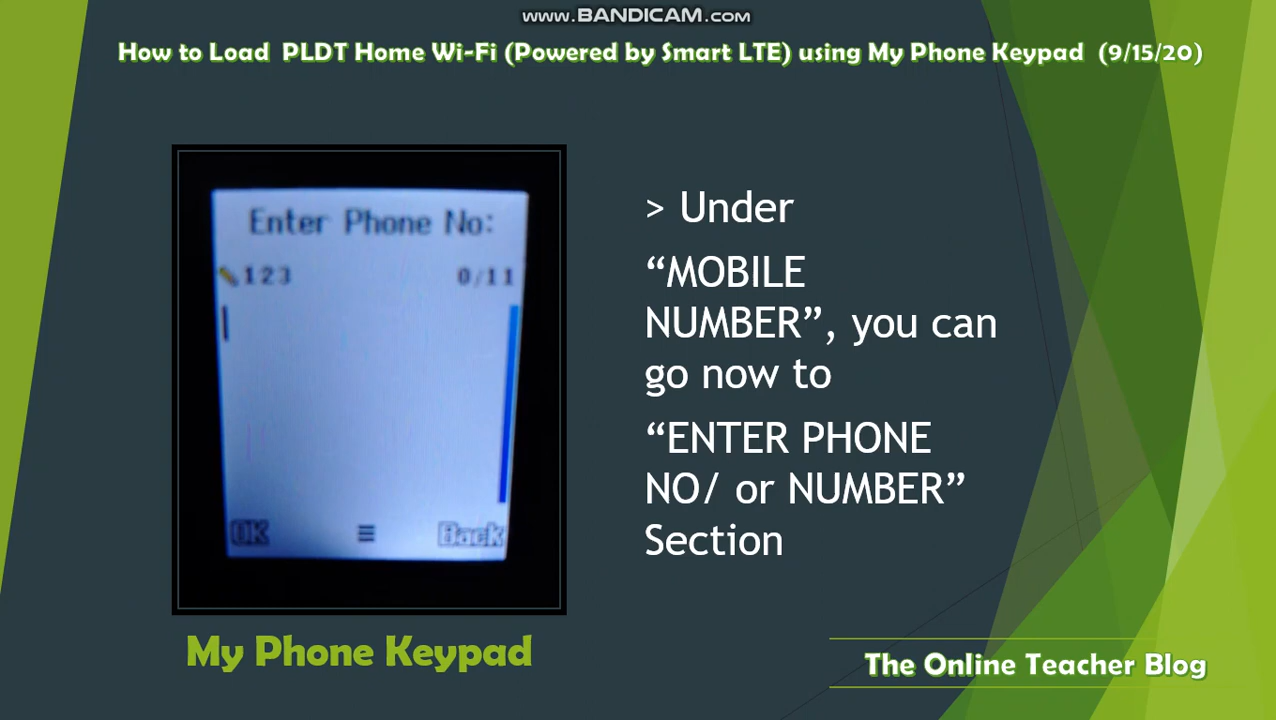 www.BANDICAM.com
How to Load PLDT Home Wi-Fi (Powered by Smart LTE) using My Phone Keypad (9/15/20)
Enter Phone No:
123 0/11
OK Back
> Under
“MOBILE
NUMBER”, you can
go now to
“ENTER PHONE
NO/ or NUMBER”
Section
My Phone Keypad
The Online Teacher Blog